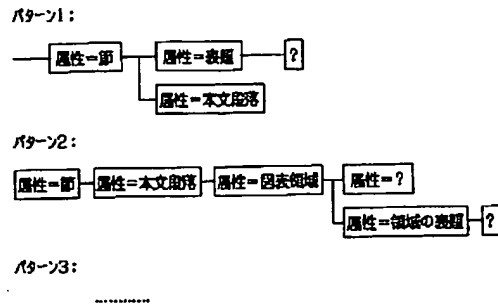 パターン1:
属性=節 属性=表題 ?
属性=本文段落
パターン2:
属性=節 属性=本文段落 属性=図表領域 属性=?
属性=領域の表題 ?
パターン3: